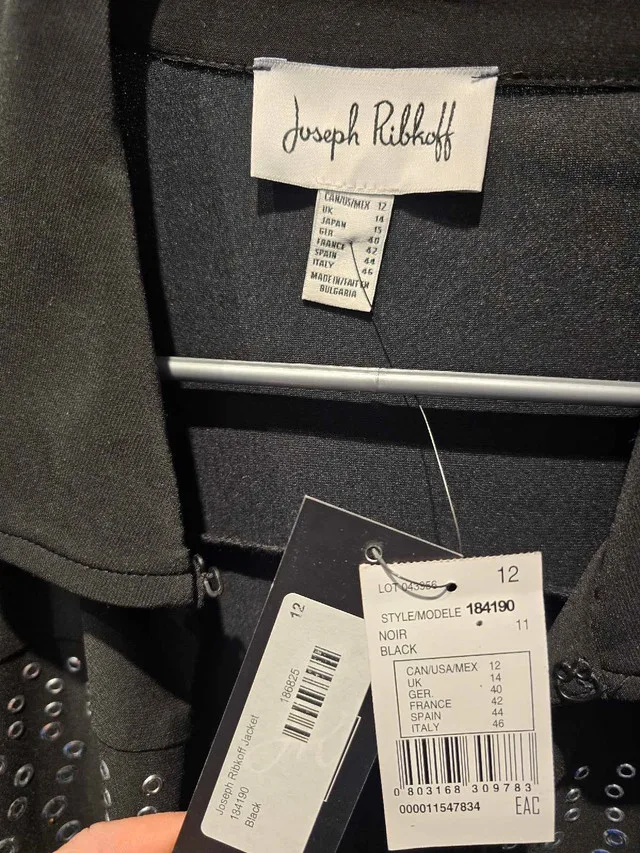 Joseph Ribkoff
CAN/US/MEX 12
UK 14
JAPAN 15
GER 40
FRANCE 42
SPAIN 44
ITALY 46
MADE IN/FAIT EN
BULGARIA
12
186825
Joseph Ribkoff Jacket
184190
Black
LOT 043956 12
STYLE/MODELE 184190
NOIR 11
BLACK
CAN/USA/MEX 12
UK 14
GER. 40
FRANCE 42
SPAIN 44
ITALY 46
0 803168 309783
000011547834 EAC